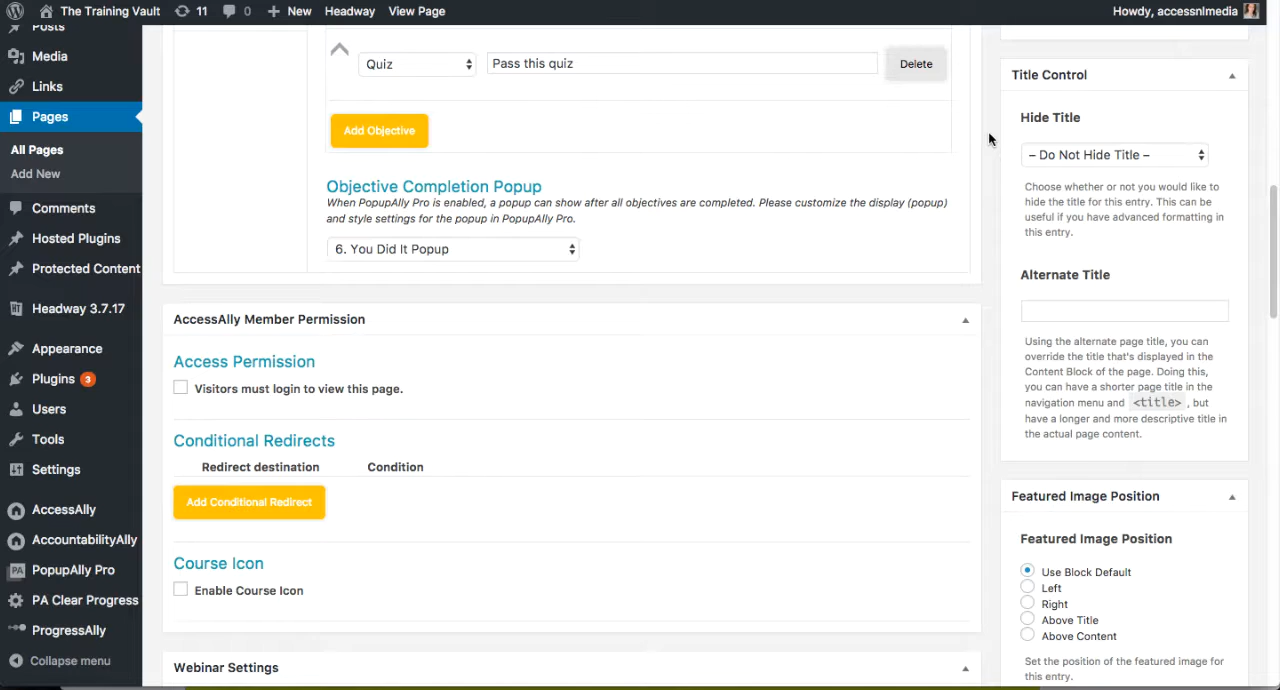 The Training Vault
11
0
New
Headway
View Page
Howdy, accessnlmedia
Posts
Media
Links
Pages
All Pages
Add New
Comments
Hosted Plugins
Protected Content
Headway 3.7.17
Appearance
Plugins 3
Users
Tools
Settings
AccessAlly
AccountabilityAlly
PA PopupAlly Pro
PA Clear Progress
ProgressAlly
Collapse menu
Quiz
Pass this quiz
Delete
Add Objective
Objective Completion Popup
When PopupAlly Pro is enabled, a popup can show after all objectives are completed. Please customize the display (popup)
and style settings for the popup in PopupAlly Pro.
6. You Did It Popup
AccessAlly Member Permission
Access Permission
Visitors must login to view this page.
Conditional Redirects
Redirect destination
Condition
Add Conditional Redirect
Course Icon
Enable Course Icon
Webinar Settings
Title Control
Hide Title
– Do Not Hide Title –
Choose whether or not you would like to
hide the title for this entry. This can be
useful if you have advanced formatting in
this entry.
Alternate Title
Using the alternate page title, you can
override the title that's displayed in the
Content Block of the page. Doing this,
you can have a shorter page title in the
navigation menu and <title> , but
have a longer and more descriptive title in
the actual page content.
Featured Image Position
Featured Image Position
Use Block Default
Left
Right
Above Title
Above Content
Set the position of the featured image for
this entry.